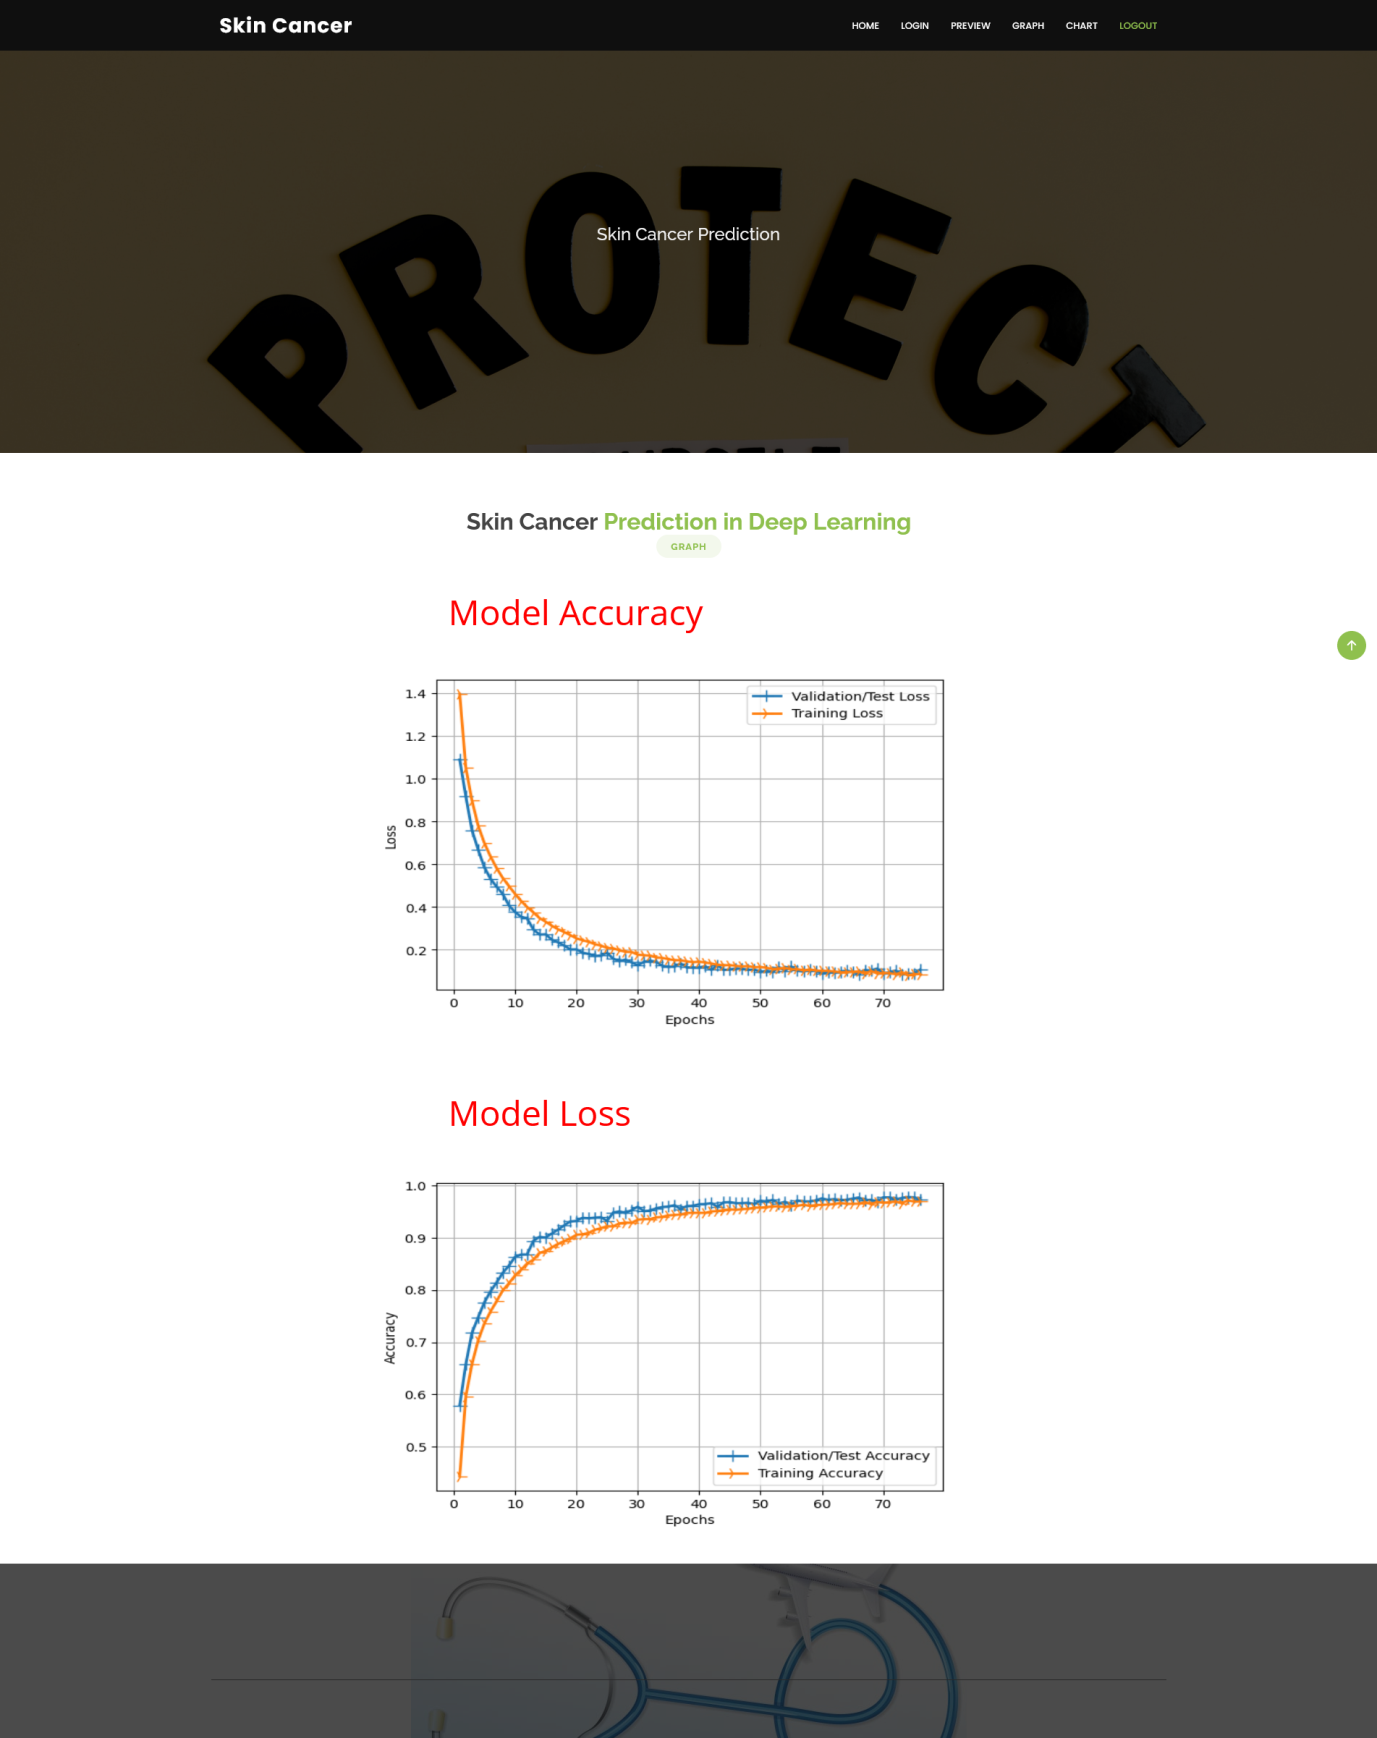 Skin Cancer
HOME LOGIN PREVIEW GRAPH CHART LOGOUT
PROTECT
Skin Cancer Prediction
Skin Cancer Prediction in Deep Learning
GRAPH
Model Accuracy
Validation/Test Loss
Training Loss
1.4
1.2
1.0
0.8
0.6
0.4
0.2
Loss
0 10 20 30 40 50 60 70
Epochs
Model Loss
1.0
0.9
0.8
0.7
0.6
0.5
Accuracy
Validation/Test Accuracy
Training Accuracy
0 10 20 30 40 50 60 70
Epochs